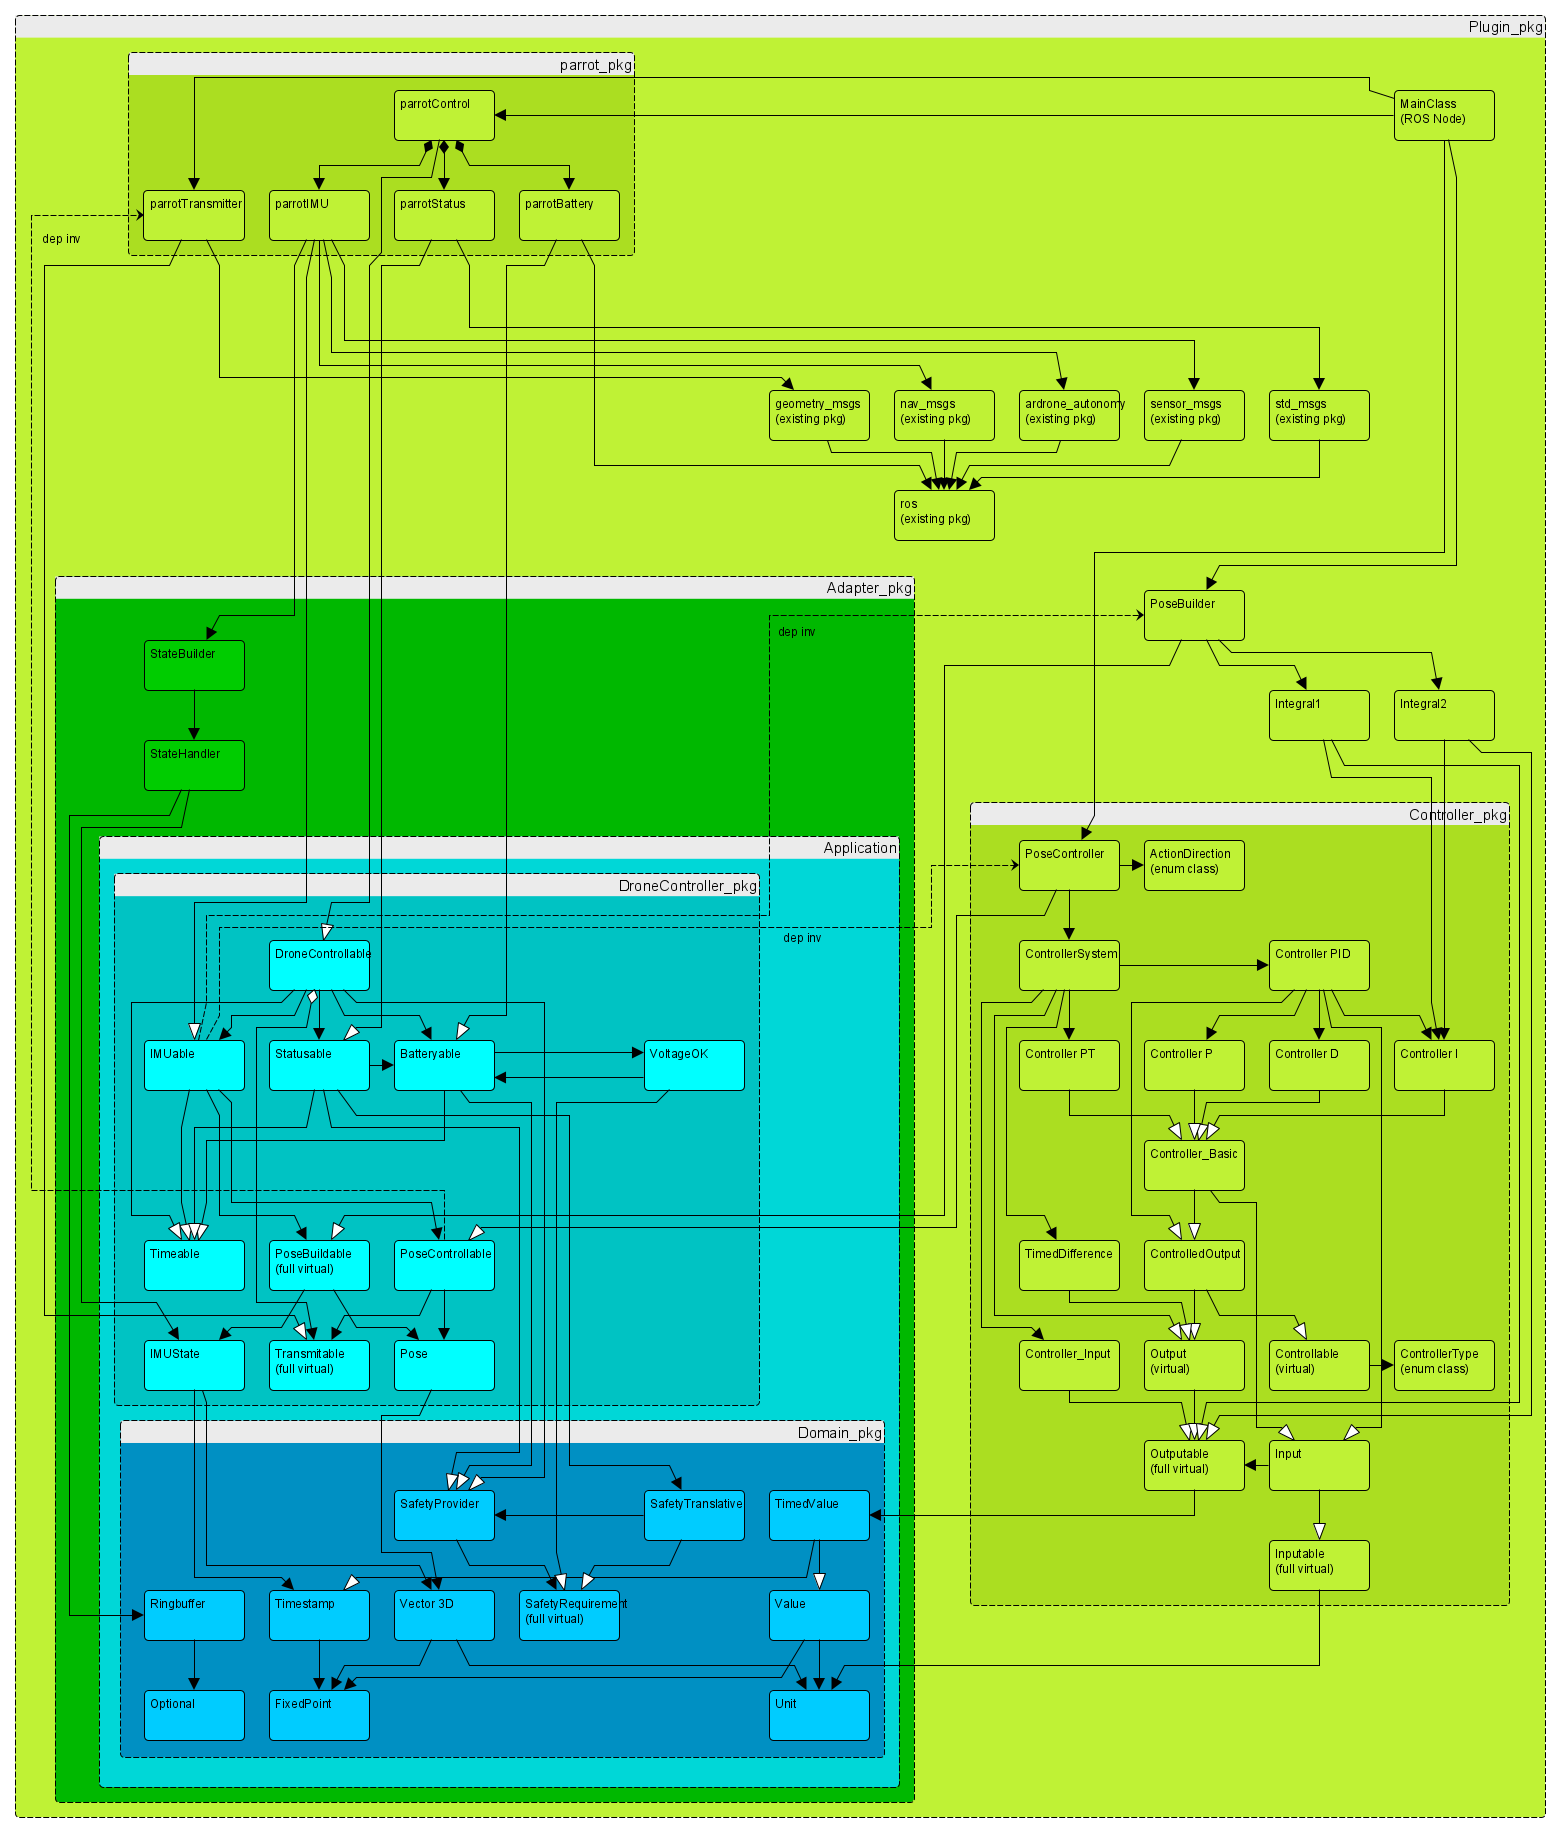 Plugin_pkg
parrot_pkg
parrotControl
MainClass
(ROS Node)
parrotTransmitter
parrotIMU
parrotStatus
parrotBattery
dep inv
geometry_msgs
(existing pkg)
nav_msgs
(existing pkg)
ardrone_autonomy
(existing pkg)
sensor_msgs
(existing pkg)
std_msgs
(existing pkg)
ros
(existing pkg)
Adapter_pkg
PoseBuilder
dep inv
StateBuilder
Integral1
Integral2
StateHandler
Controller_pkg
Application
PoseController
ActionDirection
(enum class)
DroneController_pkg
dep inv
DroneControllable
ControllerSystem
Controller PID
IMUable
Statusable
Batteryable
VoltageOK
Controller PT
Controller P
Controller D
Controller I
Controller_Basic
Timeable
PoseBuildable
(full virtual)
PoseControllable
TimedDifference
ControlledOutput
IMUState
Transmitable
(full virtual)
Pose
Controller_Input
Output
(virtual)
Controllable
(virtual)
ControllerType
(enum class)
Domain_pkg
Outputable
(full virtual)
Input
SafetyProvider
SafetyTranslative
TimedValue
Inputable
(full virtual)
Ringbuffer
Timestamp
Vector 3D
SafetyRequirement
(full virtual)
Value
Optional
FixedPoint
Unit